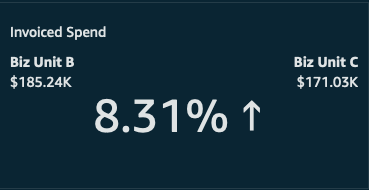 Invoiced Spend
Biz Unit B
Biz Unit C
$185.24K
$171.03K
8.31% ↑